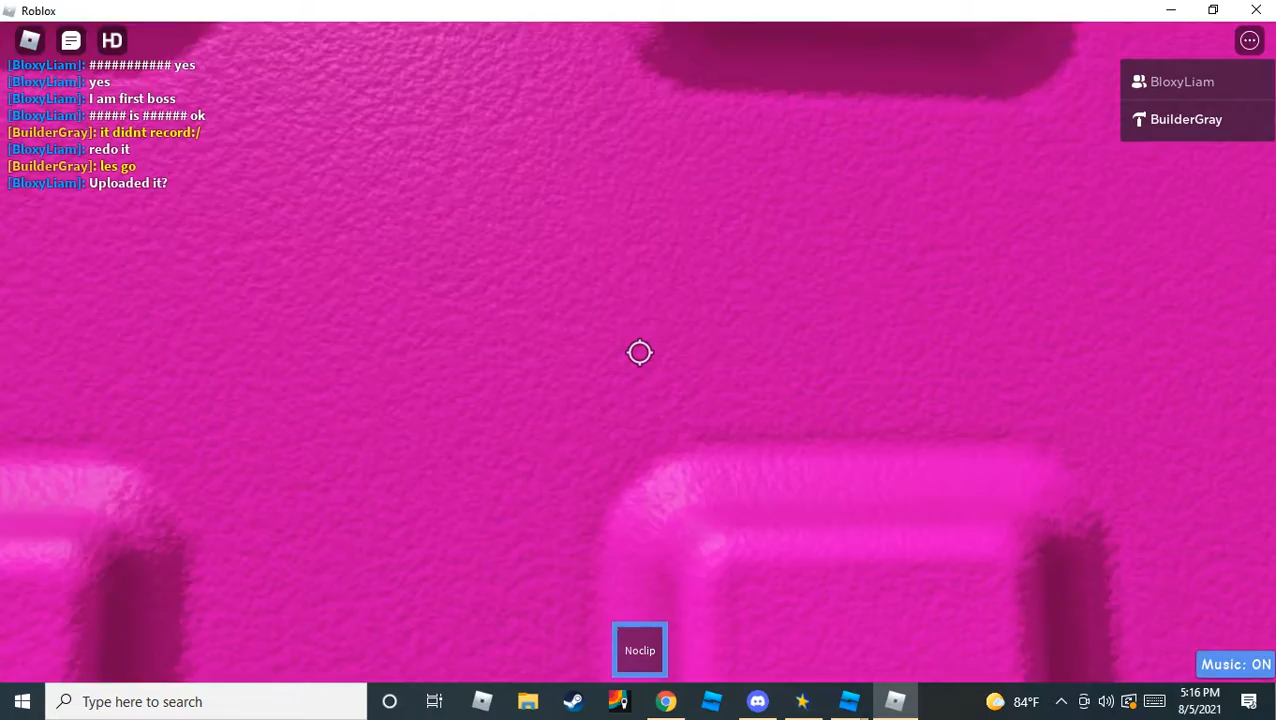 Roblox
HD
[BloxyLiam]: ########### yes
[BloxyLiam]: yes
[BloxyLiam]: I am first boss
[BloxyLiam]: ##### is ###### ok
[BuilderGray]: it didnt record:/
[BloxyLiam]: redo it
[BuilderGray]: les go
[BloxyLiam]: Uploaded it?
BloxyLiam
BuilderGray
Noclip
Music: ON
Type here to search
84°F
5:16 PM
8/5/2021